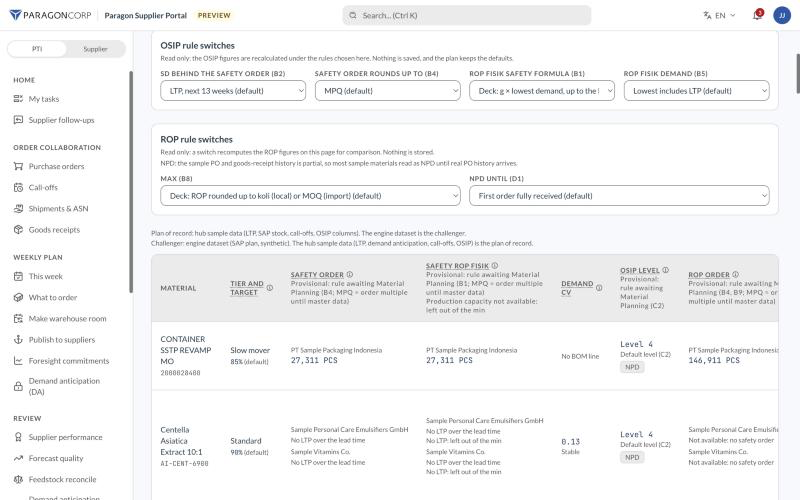 PARAGONCORP
Paragon Supplier Portal
PREVIEW
Search... (Ctrl K)
EN
3
JJ
PTI
Supplier
HOME
My tasks
Supplier follow-ups
ORDER COLLABORATION
Purchase orders
Call-offs
Shipments & ASN
Goods receipts
WEEKLY PLAN
This week
What to order
Make warehouse room
Publish to suppliers
Foresight commitments
Demand anticipation
(DA)
REVIEW
Supplier performance
Forecast quality
Feedstock reconcile
Demand anticipation
OSIP rule switches
Read only: the OSIP figures are recalculated under the rules chosen here. Nothing is saved, and the plan keeps the defaults.
SD BEHIND THE SAFETY ORDER (B2)
LTP, next 13 weeks (default)
SAFETY ORDER ROUNDS UP TO (B4)
MPQ (default)
ROP FISIK SAFETY FORMULA (B1)
Deck: g × lowest demand, up to the
ROP FISIK DEMAND (B5)
Lowest includes LTP (default)
ROP rule switches
Read only: a switch recomputes the ROP figures on this page for comparison. Nothing is stored.
NPD: the sample PO and goods-receipt history is partial, so most sample materials read as NPD until real PO history arrives.
MAX (B8)
Deck: ROP rounded up to koli (local) or MOQ (import) (default)
NPD UNTIL (D1)
First order fully received (default)
Plan of record: hub sample data (LTP, SAP stock, call-offs, OSIP columns). The engine dataset is the challenger.
Challenger: engine dataset (SAP plan, synthetic). The hub sample data (LTP, demand anticipation, call-offs, OSIP) is the plan of record.
MATERIAL
TIER AND
TARGET
SAFETY ORDER
Provisional: rule awaiting Material
Planning (B4; MPQ = order multiple
until master data)
SAFETY ROP FISIK
Provisional: rule awaiting Material
Planning (B1; MPQ = order multiple
until master data)
Production capacity not available:
left out of the min
DEMAND
CV
OSIP LEVEL
Provisional:
rule awaiting
Material
Planning (C2)
ROP ORDER
Provisional: rule awaiting M
Planning (B4, B9; MPQ = or
multiple until master data)
CONTAINER
SSTP REVAMP
MO
2000028400
Slow mover
85% (default)
PT Sample Packaging Indonesia
27,311 PCS
PT Sample Packaging Indonesia
27,311 PCS
No BOM line
Level 4
Default level (C2)
NPD
PT Sample Packaging Indones
146,911 PCS
Centella
Asiatica
Extract 10:1
AI-CENT-6900
Standard
90% (default)
Sample Personal Care Emulsifiers GmbH
No LTP over the lead time
Sample Vitamins Co.
No LTP over the lead time
Sample Personal Care Emulsifiers GmbH
No LTP over the lead time
No LTP: left out of the min
Sample Vitamins Co.
No LTP over the lead time
No LTP: left out of the min
0.13
Stable
Level 4
Default level (C2)
NPD
Sample Personal Care Emulsifie
Not available: no safety order
Sample Vitamins Co.
Not available: no safety order